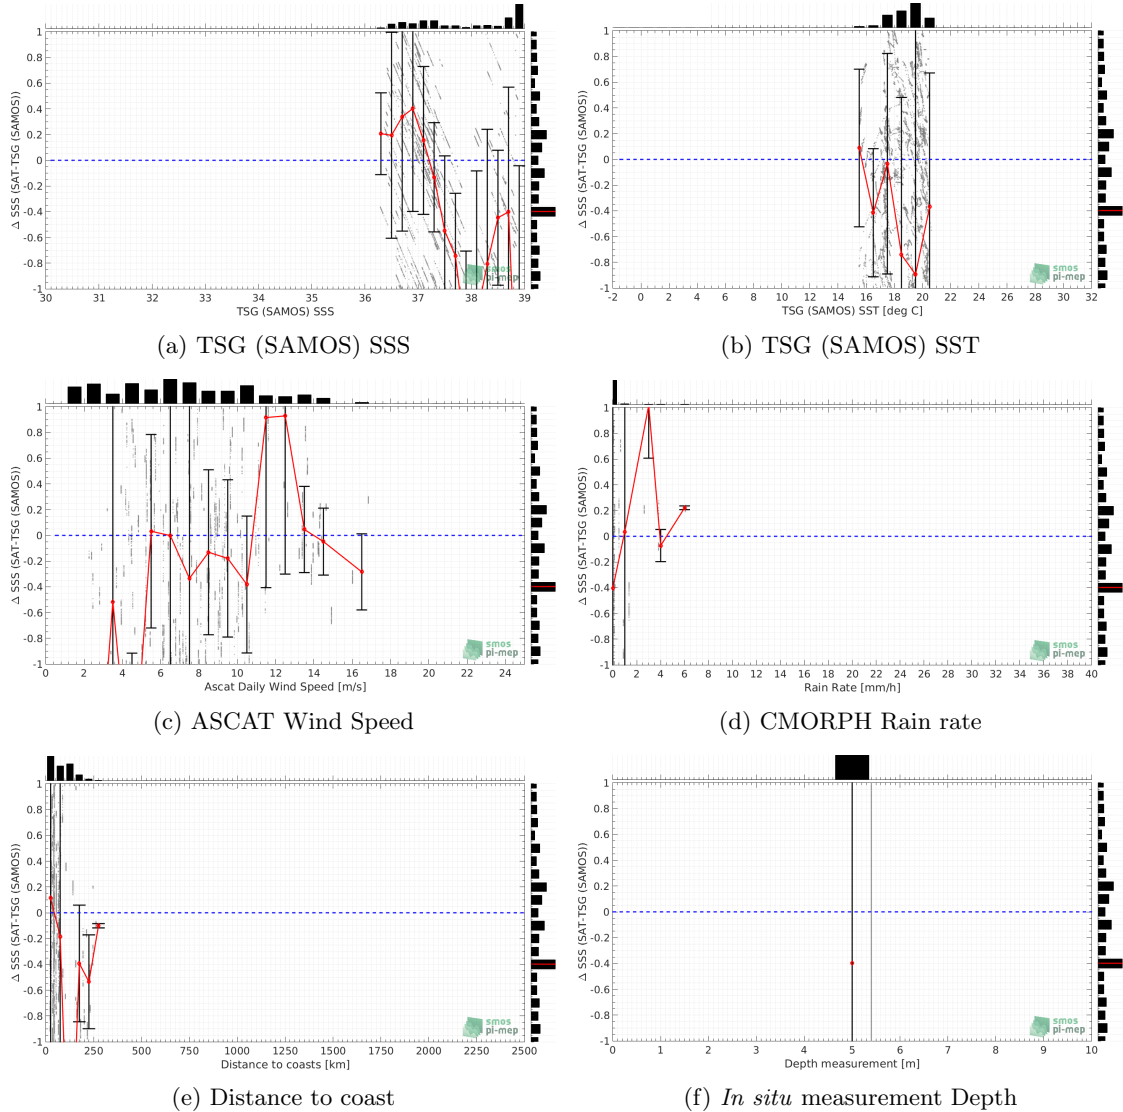 1
0.8
0.6
0.4
0.2
0
-0.2
-0.4
-0.6
-0.8
-1
Δ SSS (SAT-TSG (SAMOS))
30 31 32 33 34 35 36 37 38 39
TSG (SAMOS) SSS
smos
pi-mep
(a) TSG (SAMOS) SSS
1
0.8
0.6
0.4
0.2
0
-0.2
-0.4
-0.6
-0.8
-1
Δ SSS (SAT-TSG (SAMOS))
-2 0 2 4 6 8 10 12 14 16 18 20 22 24 26 28 30 32
TSG (SAMOS) SST [deg C]
smos
pi-mep
(b) TSG (SAMOS) SST
1
0.8
0.6
0.4
0.2
0
-0.2
-0.4
-0.6
-0.8
-1
Δ SSS (SAT-TSG (SAMOS))
0 2 4 6 8 10 12 14 16 18 20 22 24
Ascat Daily Wind Speed [m/s]
smos
pi-mep
(c) ASCAT Wind Speed
1
0.8
0.6
0.4
0.2
0
-0.2
-0.4
-0.6
-0.8
-1
Δ SSS (SAT-TSG (SAMOS))
0 2 4 6 8 10 12 14 16 18 20 22 24 26 28 30 32 34 36 38 40
Rain Rate [mm/h]
smos
pi-mep
(d) CMORPH Rain rate
1
0.8
0.6
0.4
0.2
0
-0.2
-0.4
-0.6
-0.8
-1
Δ SSS (SAT-TSG (SAMOS))
0 250 500 750 1000 1250 1500 1750 2000 2250 2500
Distance to coasts [km]
smos
pi-mep
(e) Distance to coast
1
0.8
0.6
0.4
0.2
0
-0.2
-0.4
-0.6
-0.8
-1
Δ SSS (SAT-TSG (SAMOS))
0 1 2 3 4 5 6 7 8 9 10
Depth measurement [m]
smos
pi-mep
(f) In situ measurement Depth